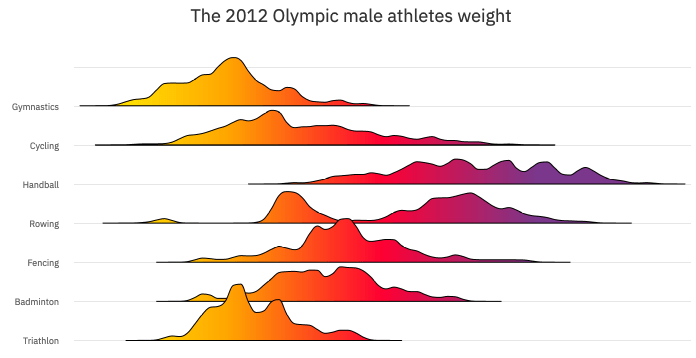 The 2012 Olympic male athletes weight
Gymnastics
Cycling
Handball
Rowing
Fencing
Badminton
Triathlon